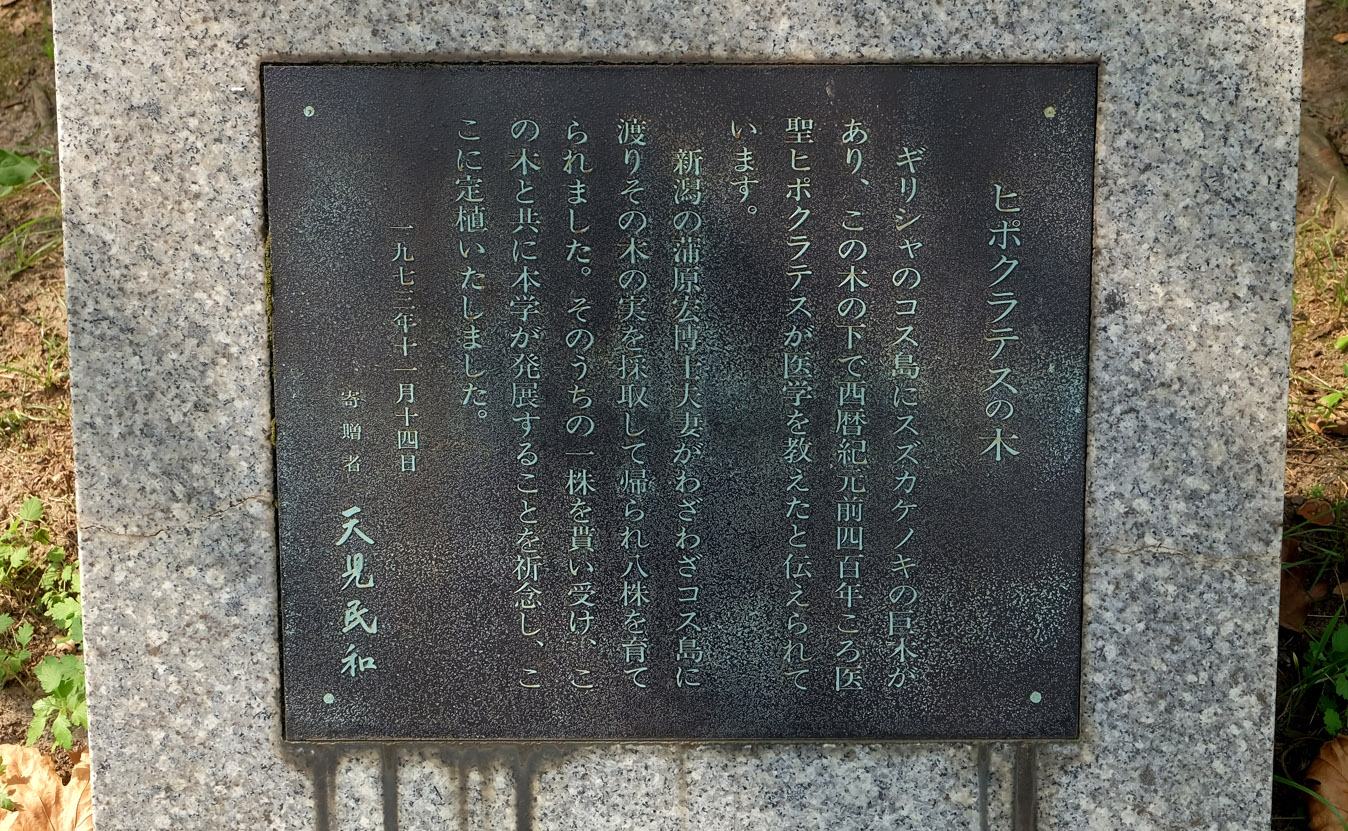 ヒポクラテスの木
ギリシャのコス島にスズカケノキの巨木が
あり、この木の下で西暦紀元前四百年ころ医
聖ヒポクラテスが医学を教えたと伝えられて
います。
新潟の蒲原宏博士夫妻がわざわざコス島に
渡りその木の実を採取して帰られ八株を育て
られました。そのうちの一株を貰い受け、こ
の木と共に本学が発展することを祈念し、こ
こに定植いたしました。
一九七三年十一月十四日
寄贈者 天児民和